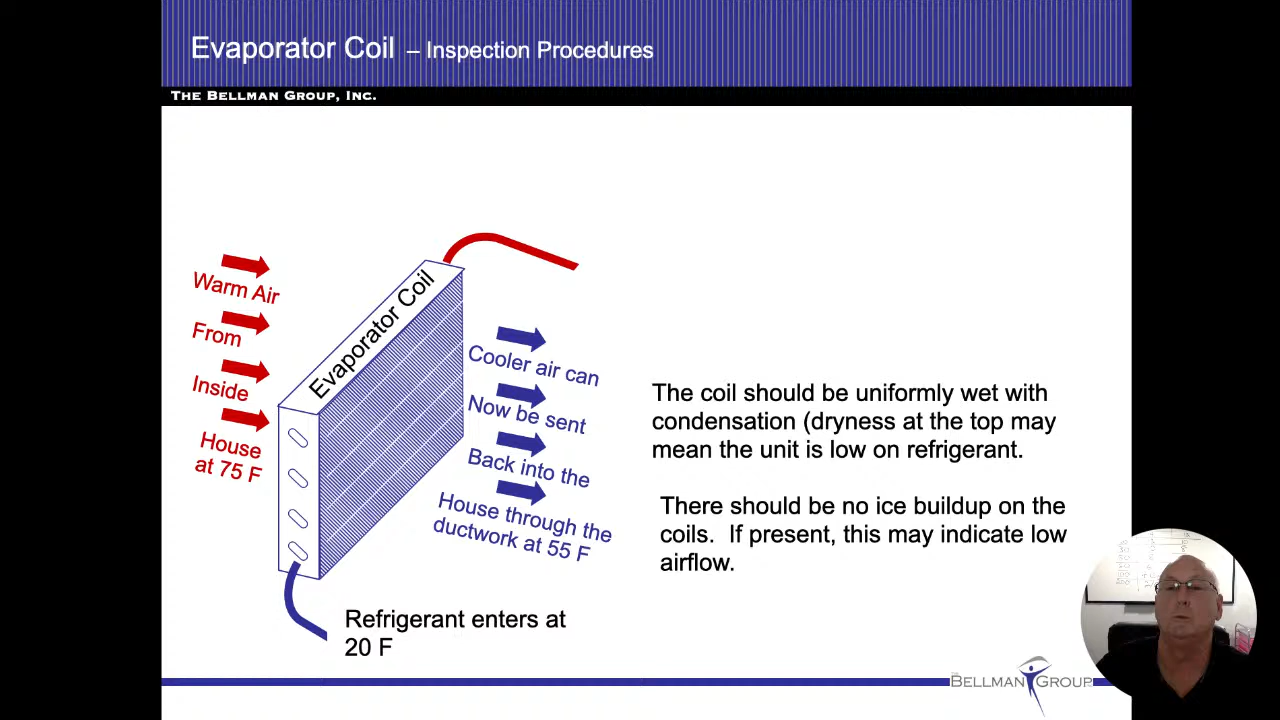 Evaporator Coil – Inspection Procedures
THE BELLMAN GROUP, INC.
Warm Air
From
Inside
House
at 75 F
Evaporator Coil
Cooler air can
Now be sent
Back into the
House through the
ductwork at 55 F
Refrigerant enters at
20 F
The coil should be uniformly wet with
condensation (dryness at the top may
mean the unit is low on refrigerant.
There should be no ice buildup on the
coils.  If present, this may indicate low
airflow.
THE
BELLMAN GROUP